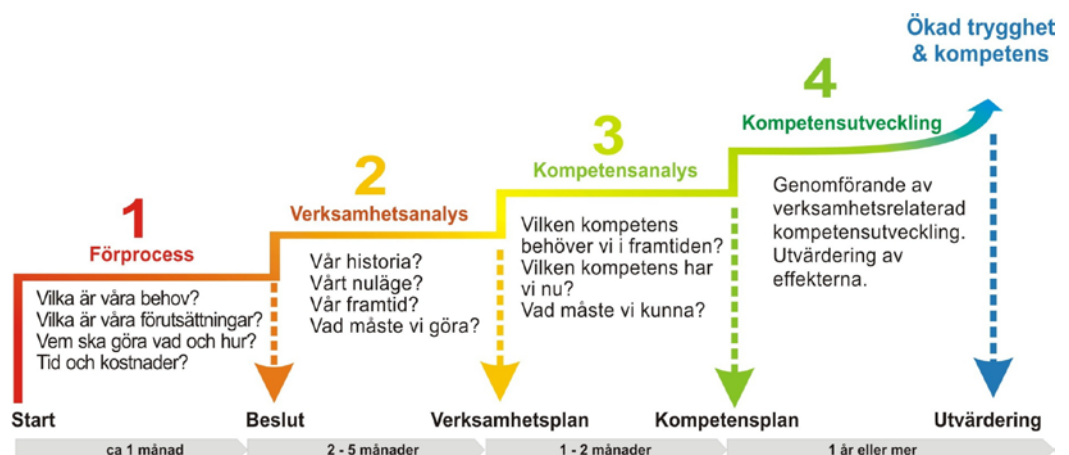 Ökad trygghet
& kompetens
1
Förprocess
Vilka är våra behov?
Vilka är våra förutsättningar?
Vem ska göra vad och hur?
Tid och kostnader?
2
Verksamhetsanalys
Vår historia?
Vårt nuläge?
Vår framtid?
Vad måste vi göra?
3
Kompetensanalys
Vilken kompetens
behöver vi i framtiden?
Vilken kompetens har
vi nu?
Vad måste vi kunna?
4
Kompetensutveckling
Genomförande av
verksamhetsrelaterad
kompetensutveckling.
Utvärdering av
effekterna.
Start
Beslut
Verksamhetsplan
Kompetensplan
Utvärdering
ca 1 månad
2 - 5 månader
1 - 2 månader
1 år eller mer